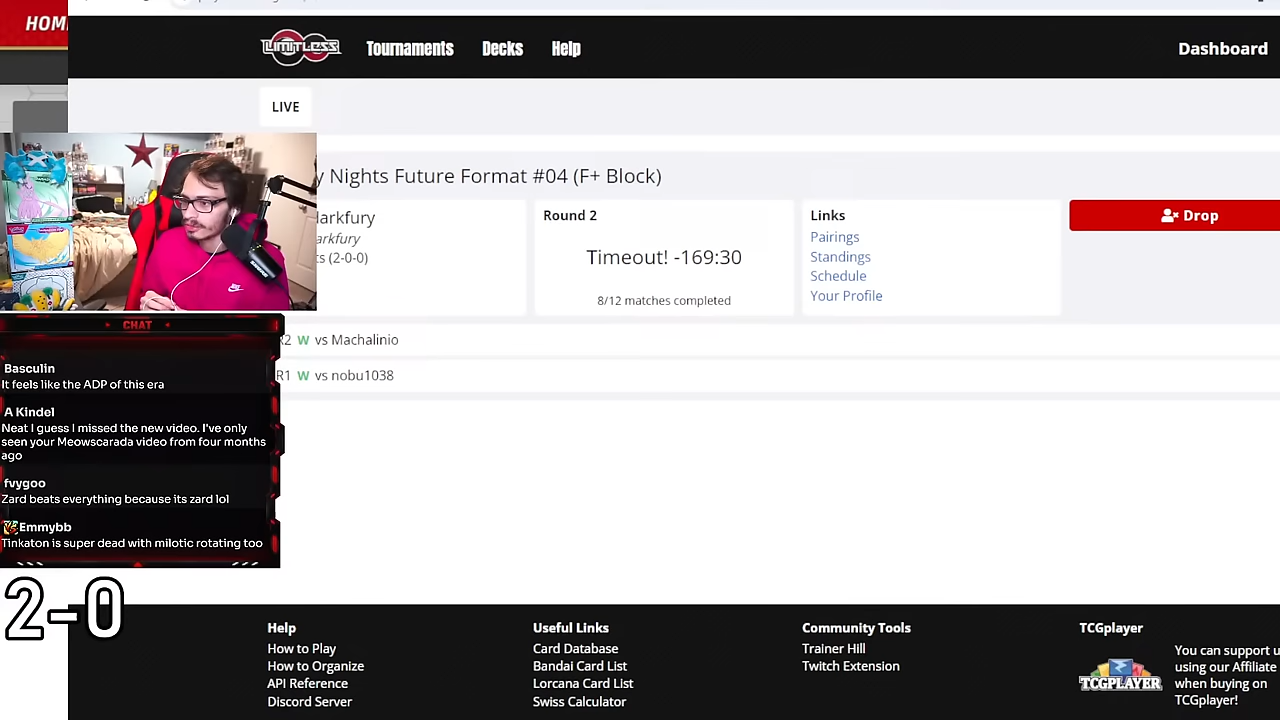 HOM
LIMITLESS
Tournaments
Decks
Help
Dashboard
LIVE
y Nights Future Format #04 (F+ Block)
arkfury
arkfury
ts (2-0-0)
Round 2
Timeout! -169:30
8/12 matches completed
Links
Pairings
Standings
Schedule
Your Profile
Drop
R2 W vs Machalinio
R1 W vs nobu1038
CHAT
Basculin
It feels like the ADP of this era
A Kindel
Neat I guess I missed the new video. I've only
seen your Meowscarada video from four months
ago
fvygoo
Zard beats everything because its zard lol
Emmybb
Tinkaton is super dead with milotic rotating too
2-0
Help
How to Play
How to Organize
API Reference
Discord Server
Useful Links
Card Database
Bandai Card List
Lorcana Card List
Swiss Calculator
Community Tools
Trainer Hill
Twitch Extension
TCGplayer
TCGPLAYER
You can support u
using our Affiliate
when buying on
TCGplayer!